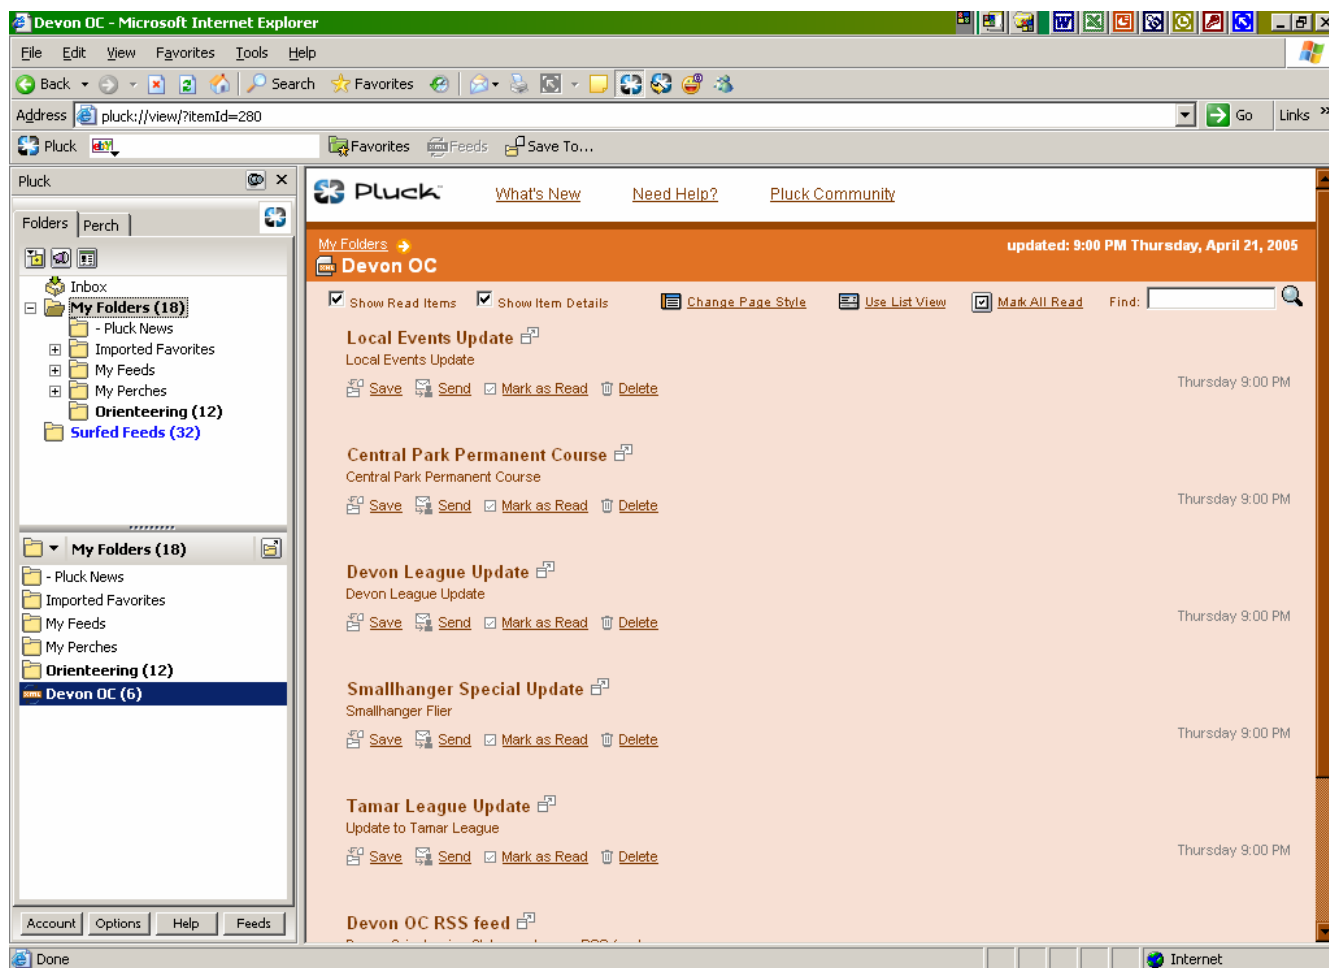 Devon OC - Microsoft Internet Explorer
File Edit View Favorites Tools Help
Back Search Favorites
Address pluck://view/?itemId=280 Go Links »
Pluck Favorites Feeds Save To...
Pluck
Folders Perch
Inbox
My Folders (18)
- Pluck News
Imported Favorites
My Feeds
My Perches
Orienteering (12)
Surfed Feeds (32)
My Folders (18)
- Pluck News
Imported Favorites
My Feeds
My Perches
Orienteering (12)
Devon OC (6)
Account Options Help Feeds
Pluck What's New Need Help? Pluck Community
My Folders
Devon OC
updated: 9:00 PM Thursday, April 21, 2005
Show Read Items Show Item Details Change Page Style Use List View Mark All Read Find:
Local Events Update
Local Events Update
Save Send Mark as Read Delete
Thursday 9:00 PM
Central Park Permanent Course
Central Park Permanent Course
Save Send Mark as Read Delete
Thursday 9:00 PM
Devon League Update
Devon League Update
Save Send Mark as Read Delete
Thursday 9:00 PM
Smallhanger Special Update
Smallhanger Flier
Save Send Mark as Read Delete
Thursday 9:00 PM
Tamar League Update
Update to Tamar League
Save Send Mark as Read Delete
Thursday 9:00 PM
Devon OC RSS feed
Done Internet